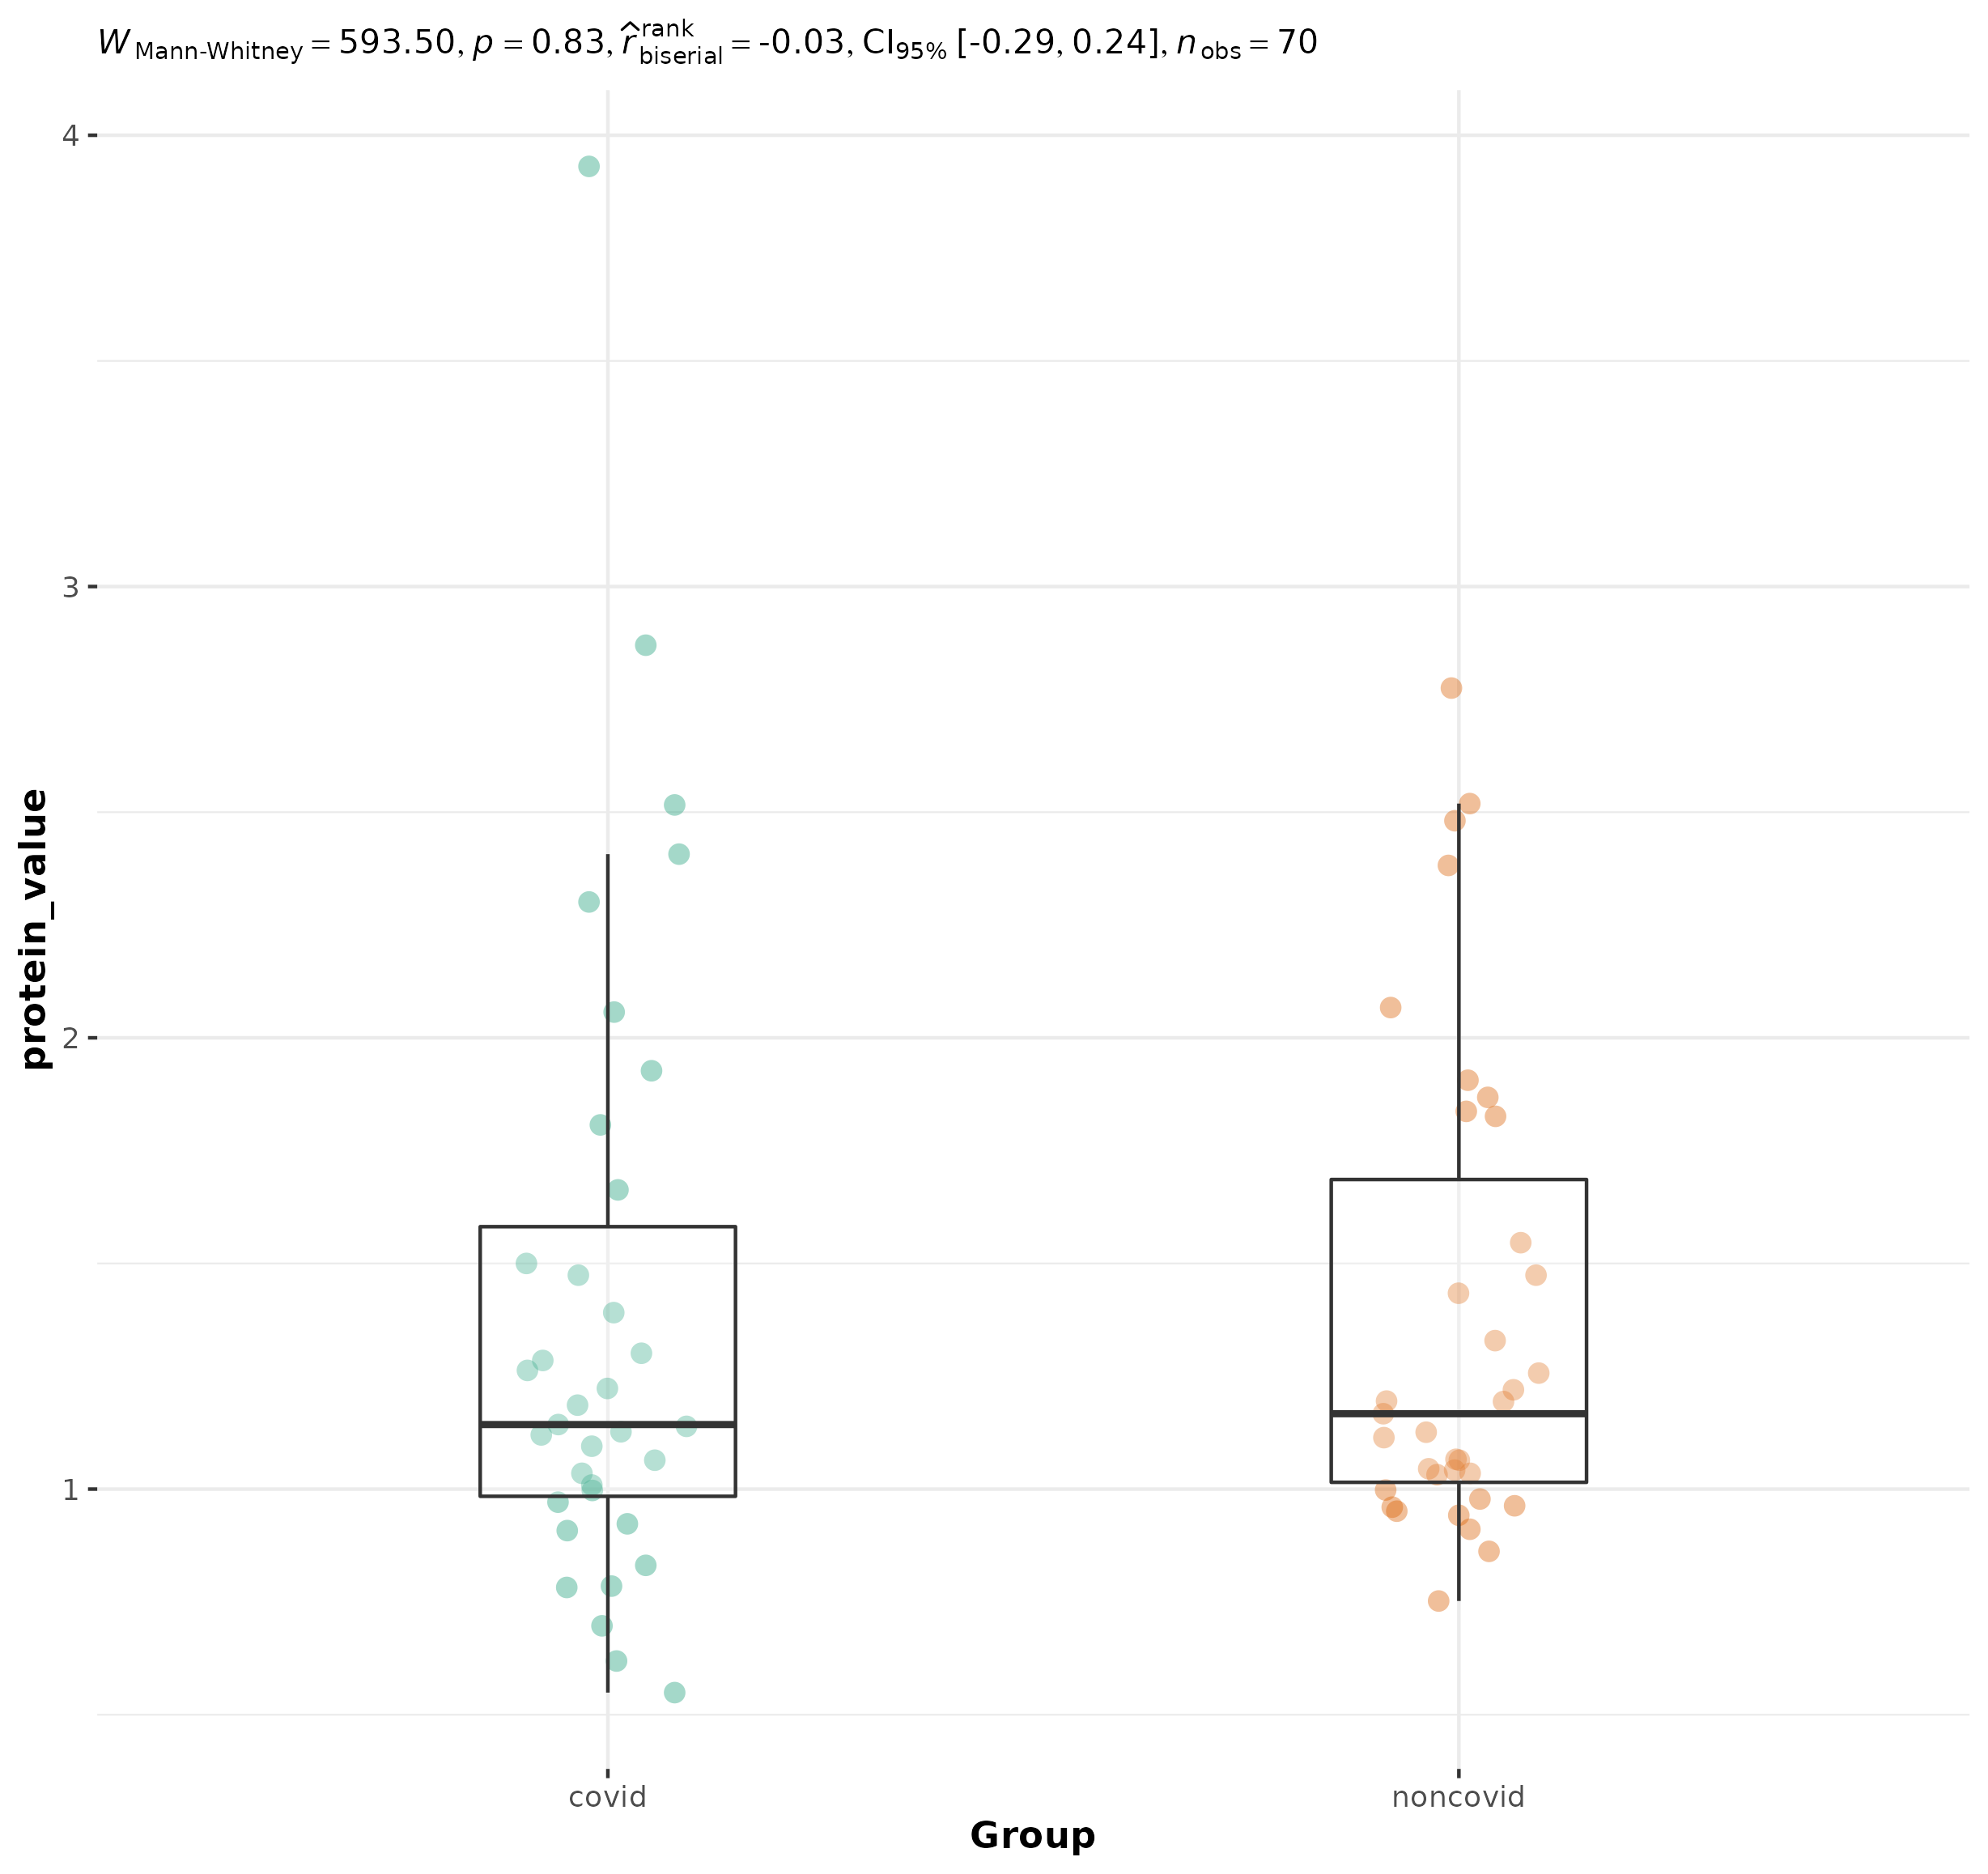 W Mann-Whitney = 593.50, p = 0.83, r̂ rank biserial = -0.03, CI95% [-0.29, 0.24], n obs = 70
4
3
2
1
protein_value
covid noncovid
Group